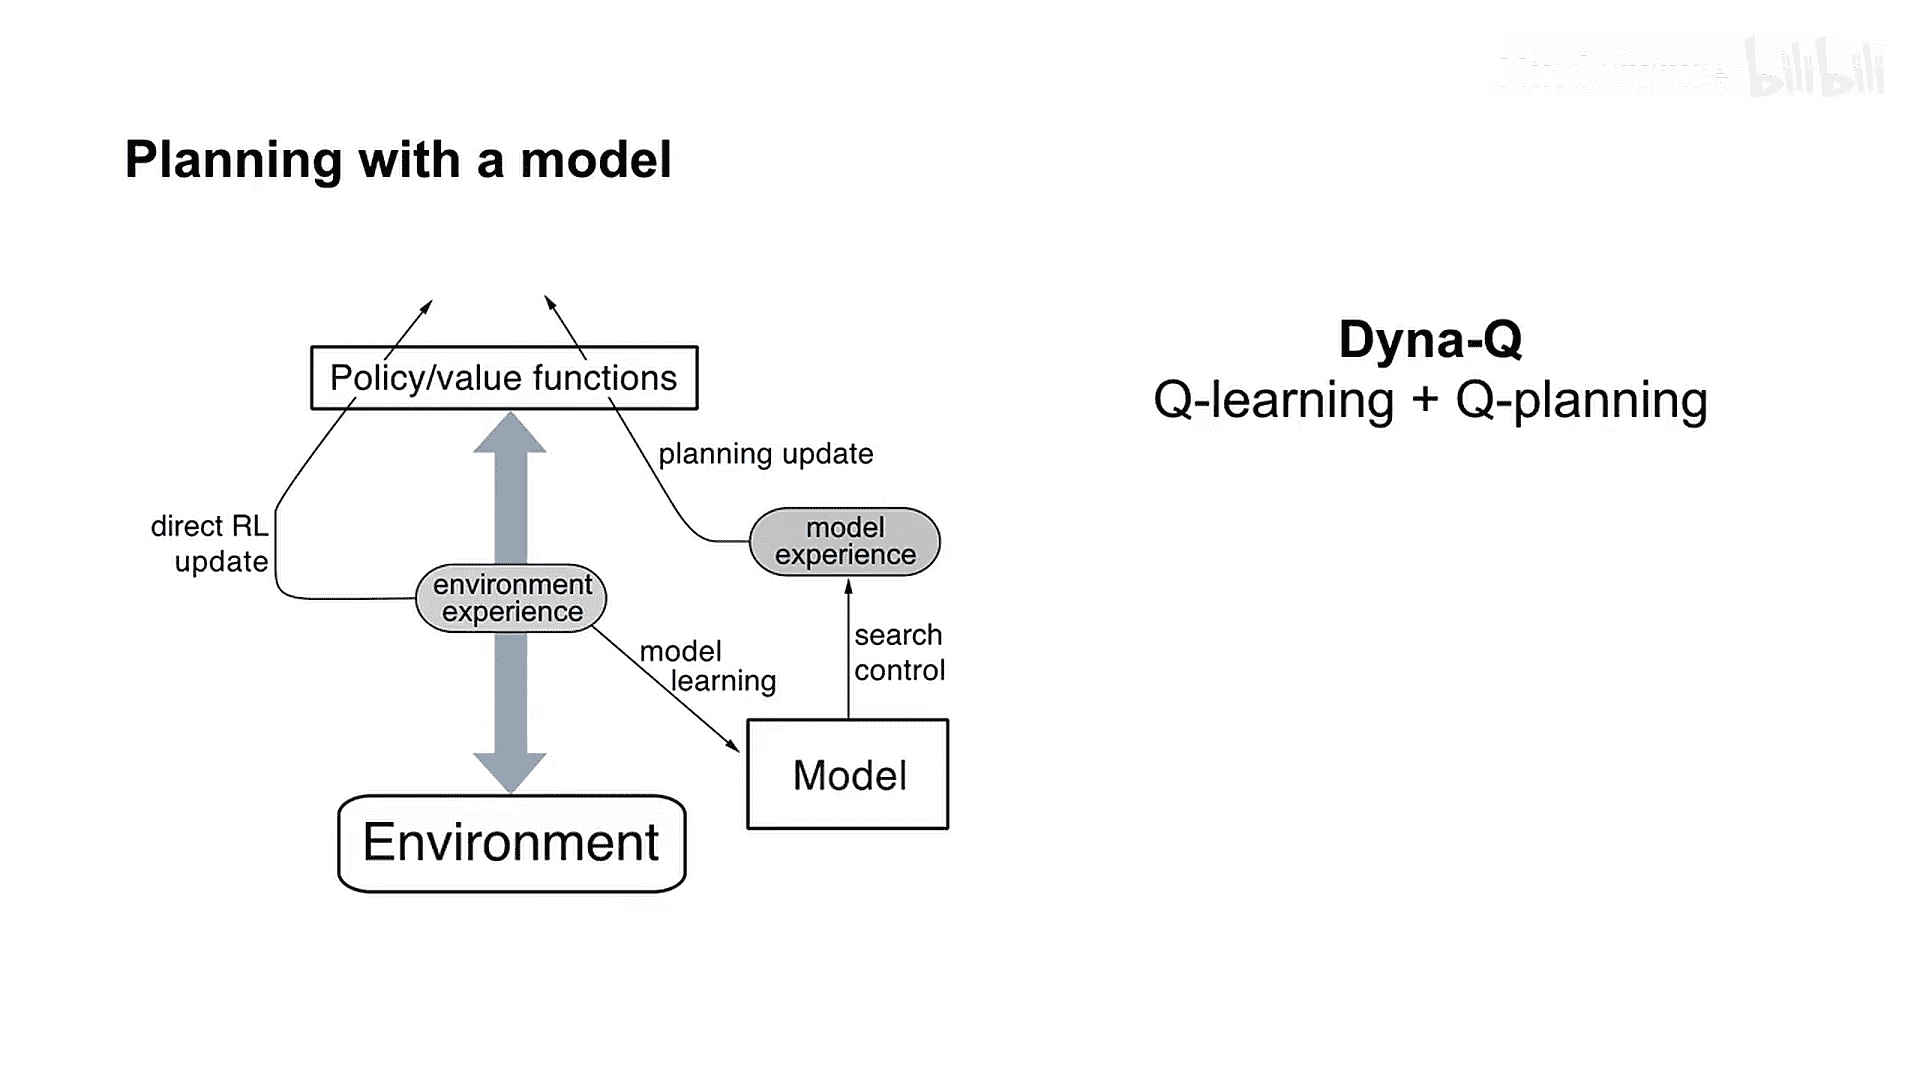 bilibili
Planning with a model
Policy/value functions
planning update
direct RL
update
model
experience
environment
experience
model
learning
search
control
Model
Environment
Dyna-Q
Q-learning + Q-planning